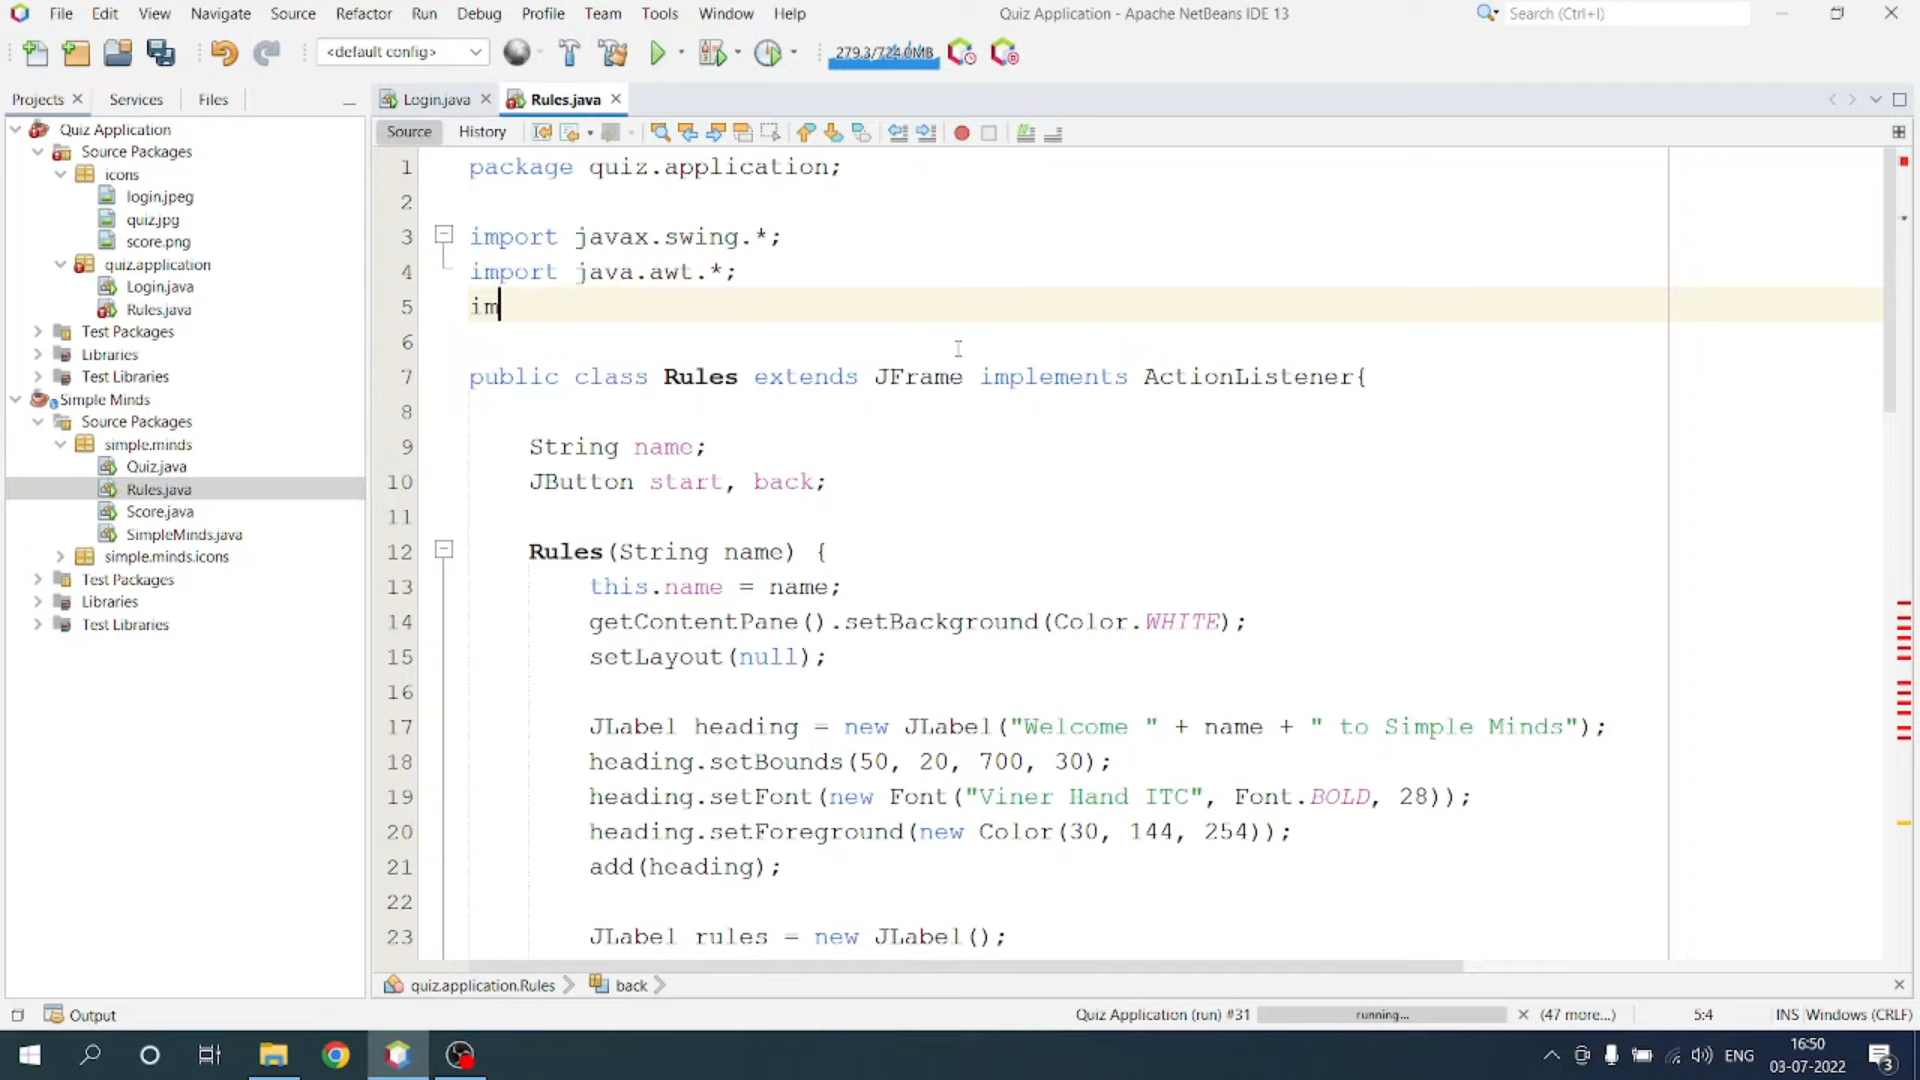 File Edit View Navigate Source Refactor Run Debug Profile Team Tools Window Help
Quiz Application - Apache NetBeans IDE 13
Search (Ctrl+I)
<default config>
279.3/724.0MB
Projects Services Files
Login.java Rules.java
Source History
Quiz Application
Source Packages
icons
login.jpeg
quiz.jpg
score.png
quiz.application
Login.java
Rules.java
Test Packages
Libraries
Test Libraries
Simple Minds
Source Packages
simple.minds
Quiz.java
Rules.java
Score.java
SimpleMinds.java
simple.minds.icons
Test Packages
Libraries
Test Libraries
1 package quiz.application;
2
3 import javax.swing.*;
4 import java.awt.*;
5 im
6
7 public class Rules extends JFrame implements ActionListener{
8
9 String name;
10 JButton start, back;
11
12 Rules(String name) {
13 this.name = name;
14 getContentPane().setBackground(Color.WHITE);
15 setLayout(null);
16
17 JLabel heading = new JLabel("Welcome " + name + " to Simple Minds");
18 heading.setBounds(50, 20, 700, 30);
19 heading.setFont(new Font("Viner Hand ITC", Font.BOLD, 28));
20 heading.setForeground(new Color(30, 144, 254));
21 add(heading);
22
23 JLabel rules = new JLabel();
quiz.application.Rules back
Output
Quiz Application (run) #31 running... (47 more...) 5:4 INS Windows (CRLF)
ENG
16:50
03-07-2022
3